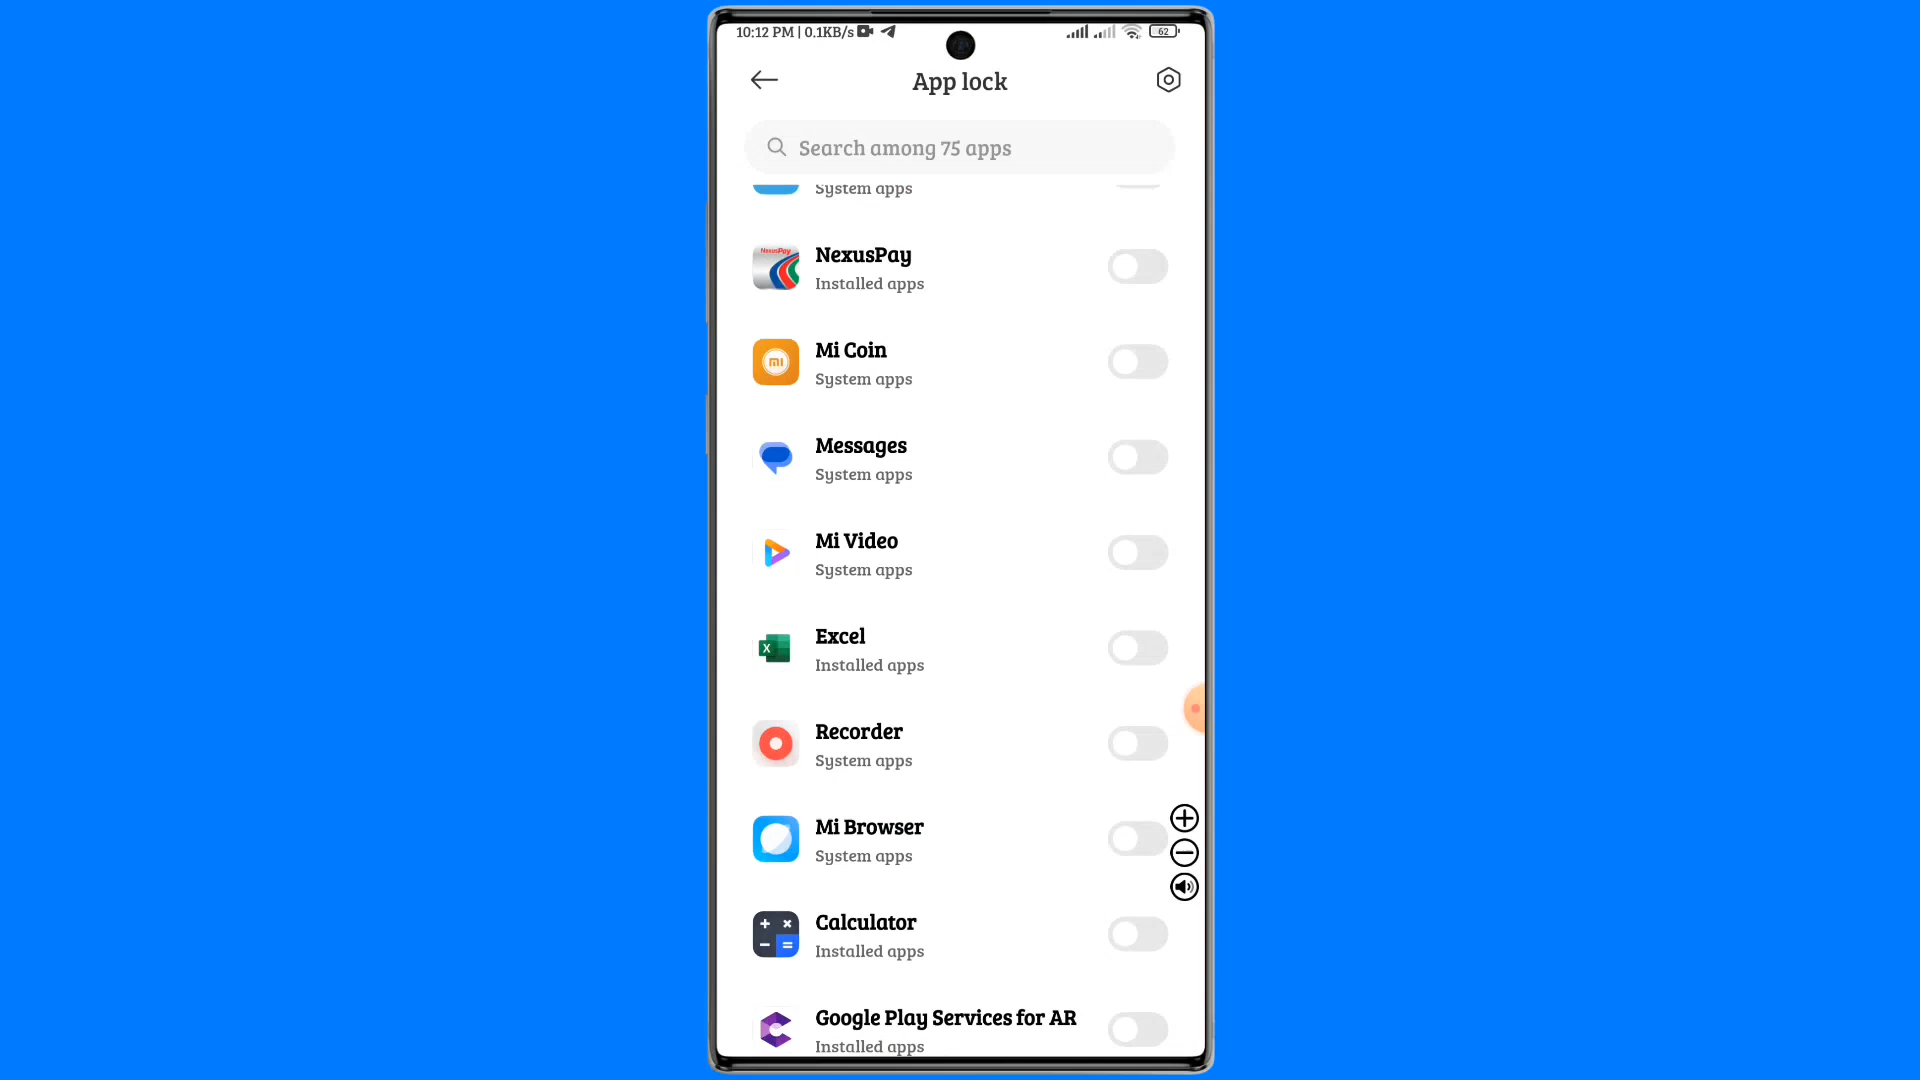 10:12 PM | 0.1KB/s
62
App lock
Search among 75 apps
System apps
NexusPay
NexusPay
Installed apps
Mi Coin
System apps
Messages
System apps
Mi Video
System apps
X
Excel
Installed apps
Recorder
System apps
Mi Browser
System apps
Calculator
Installed apps
Google Play Services for AR
Installed apps